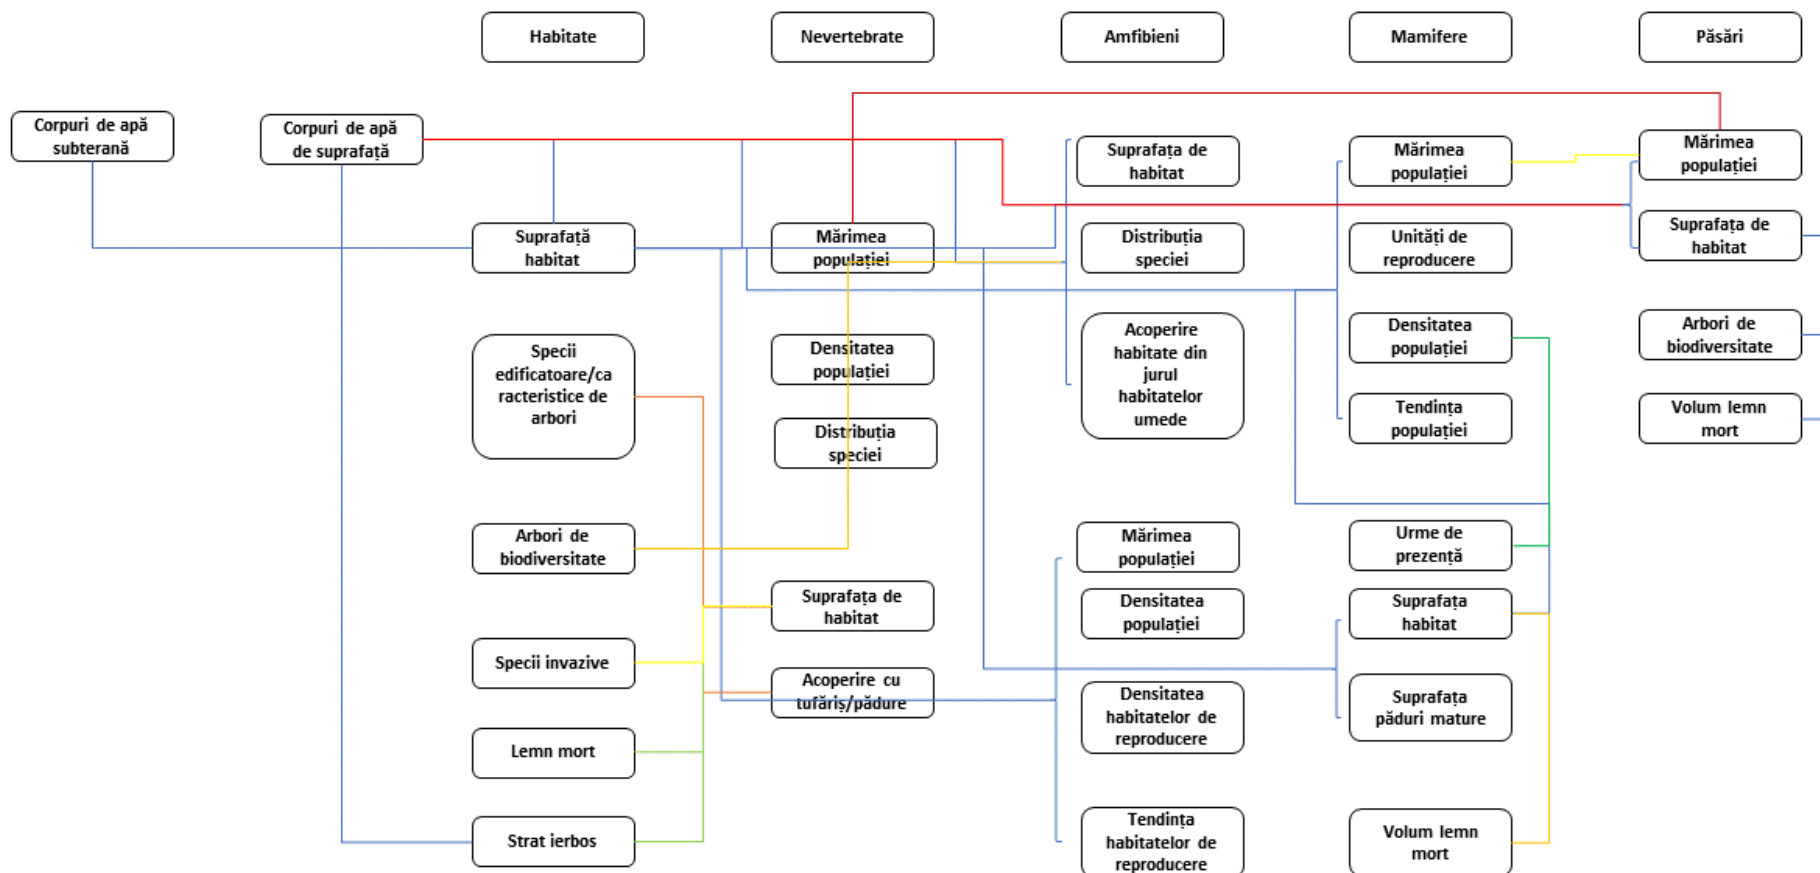 Habitate
Nevertebrate
Amfibieni
Mamifere
Păsări
Corpuri de apă
subterană
Corpuri de apă
de suprafață
Suprafață
habitat
Specii
edificatoare/ca
racteristice de
arbori
Arbori de
biodiversitate
Specii invazive
Lemn mort
Strat ierbos
Mărimea
populației
Densitatea
populației
Distribuția
speciei
Suprafața de
habitat
Acoperire cu
tufăriș/pădure
Suprafața de
habitat
Distribuția
speciei
Acoperire
habitate din
jurul
habitatelor
umede
Mărimea
populației
Densitatea
populației
Densitatea
habitatelor de
reproducere
Tendința
habitatelor de
reproducere
Mărimea
populației
Unități de
reproducere
Densitatea
populației
Tendința
populației
Urme de
prezență
Suprafața
habitat
Suprafața
păduri mature
Volum lemn
mort
Mărimea
populației
Suprafața de
habitat
Arbori de
biodiversitate
Volum lemn
mort